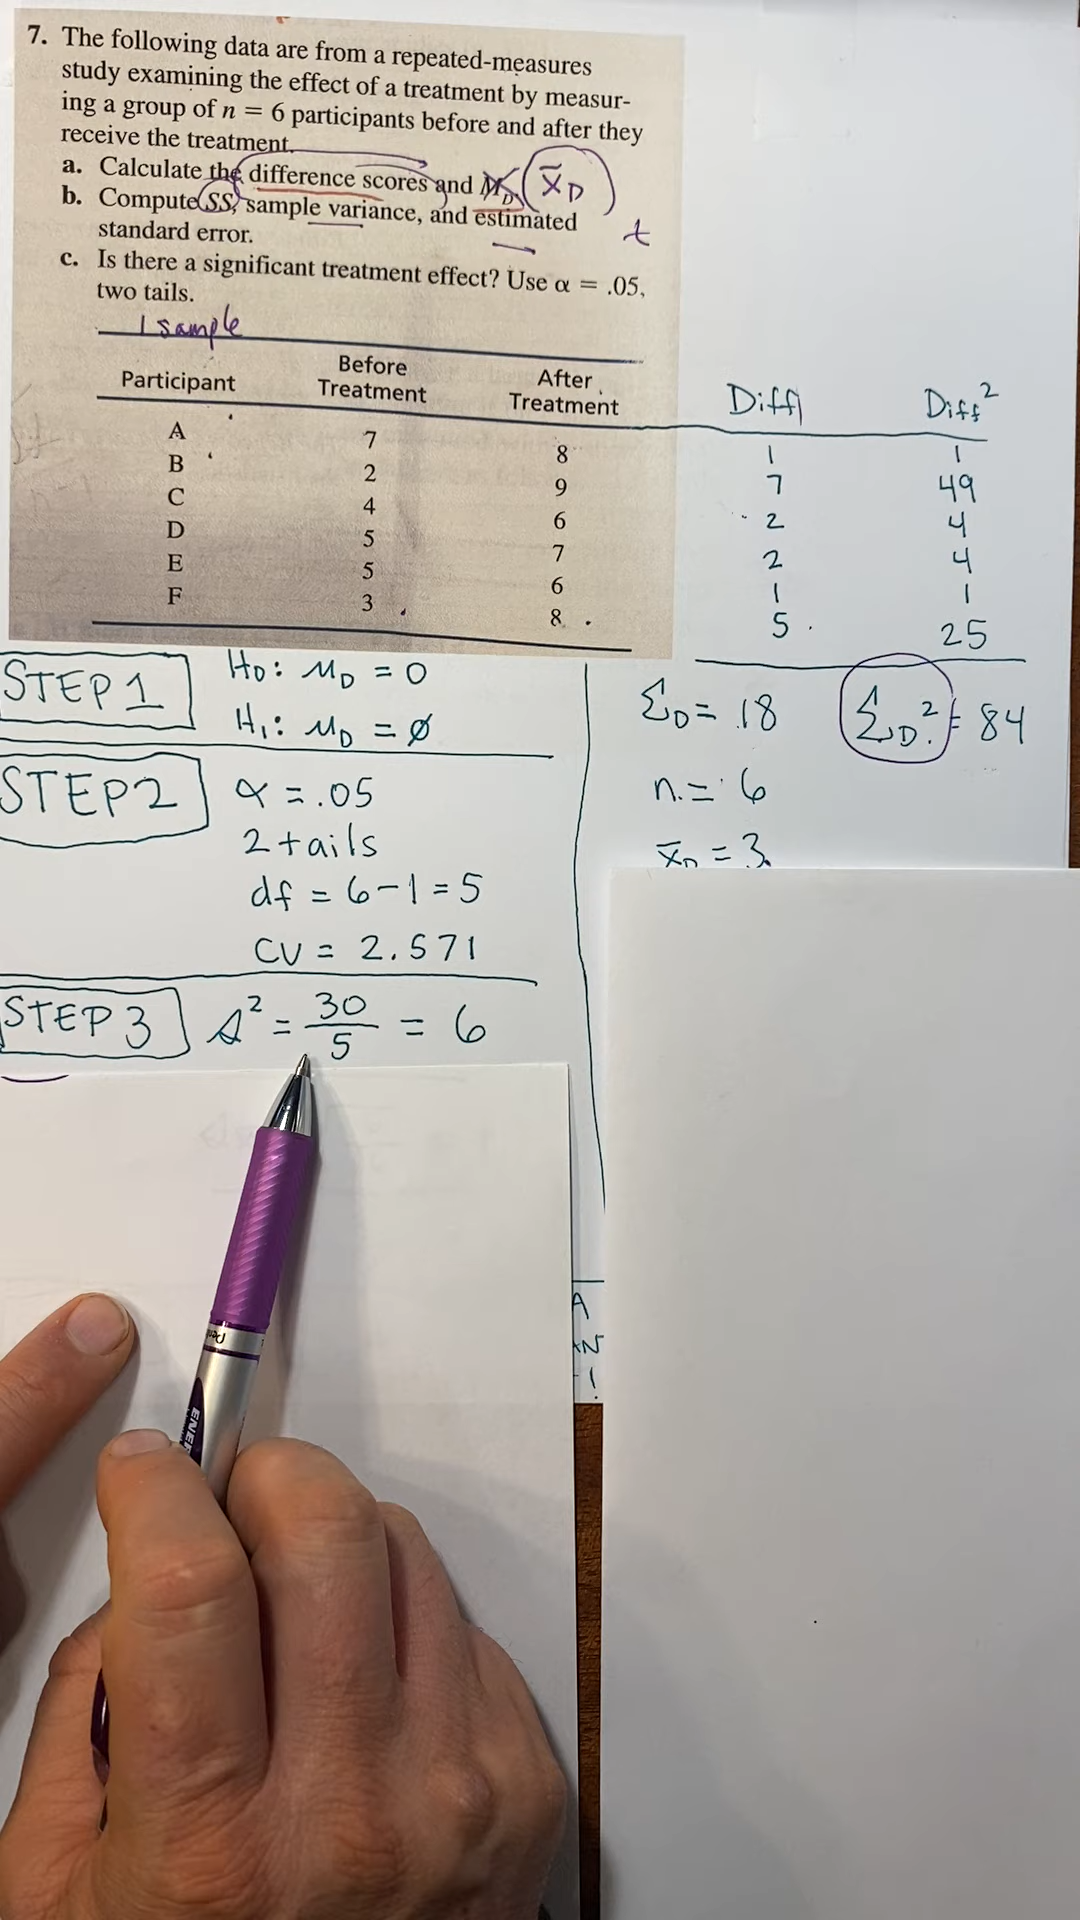 7. The following data are from a repeated-measures
study examining the effect of a treatment by measur-
ing a group of n = 6 participants before and after they
receive the treatment.
a. Calculate the difference scores and M_D x̄_D
b. Compute SS, sample variance, and estimated
standard error.
t
c. Is there a significant treatment effect? Use α = .05,
two tails.
1 sample
Participant Before Treatment After Treatment Diff Diff²
A 7 8 1 1
B 2 9 7 49
C 4 6 2 4
D 5 7 2 4
E 5 6 1 1
F 3 8 5 25
ΣD = 18 ΣD² = 84
n = 6
x̄_D = 3
STEP 1 H0: μ_D = 0
H1: μ_D = ∅
STEP 2 α = .05
2 tails
df = 6-1 = 5
CV = 2.571
STEP 3 s² = 30/5 = 6